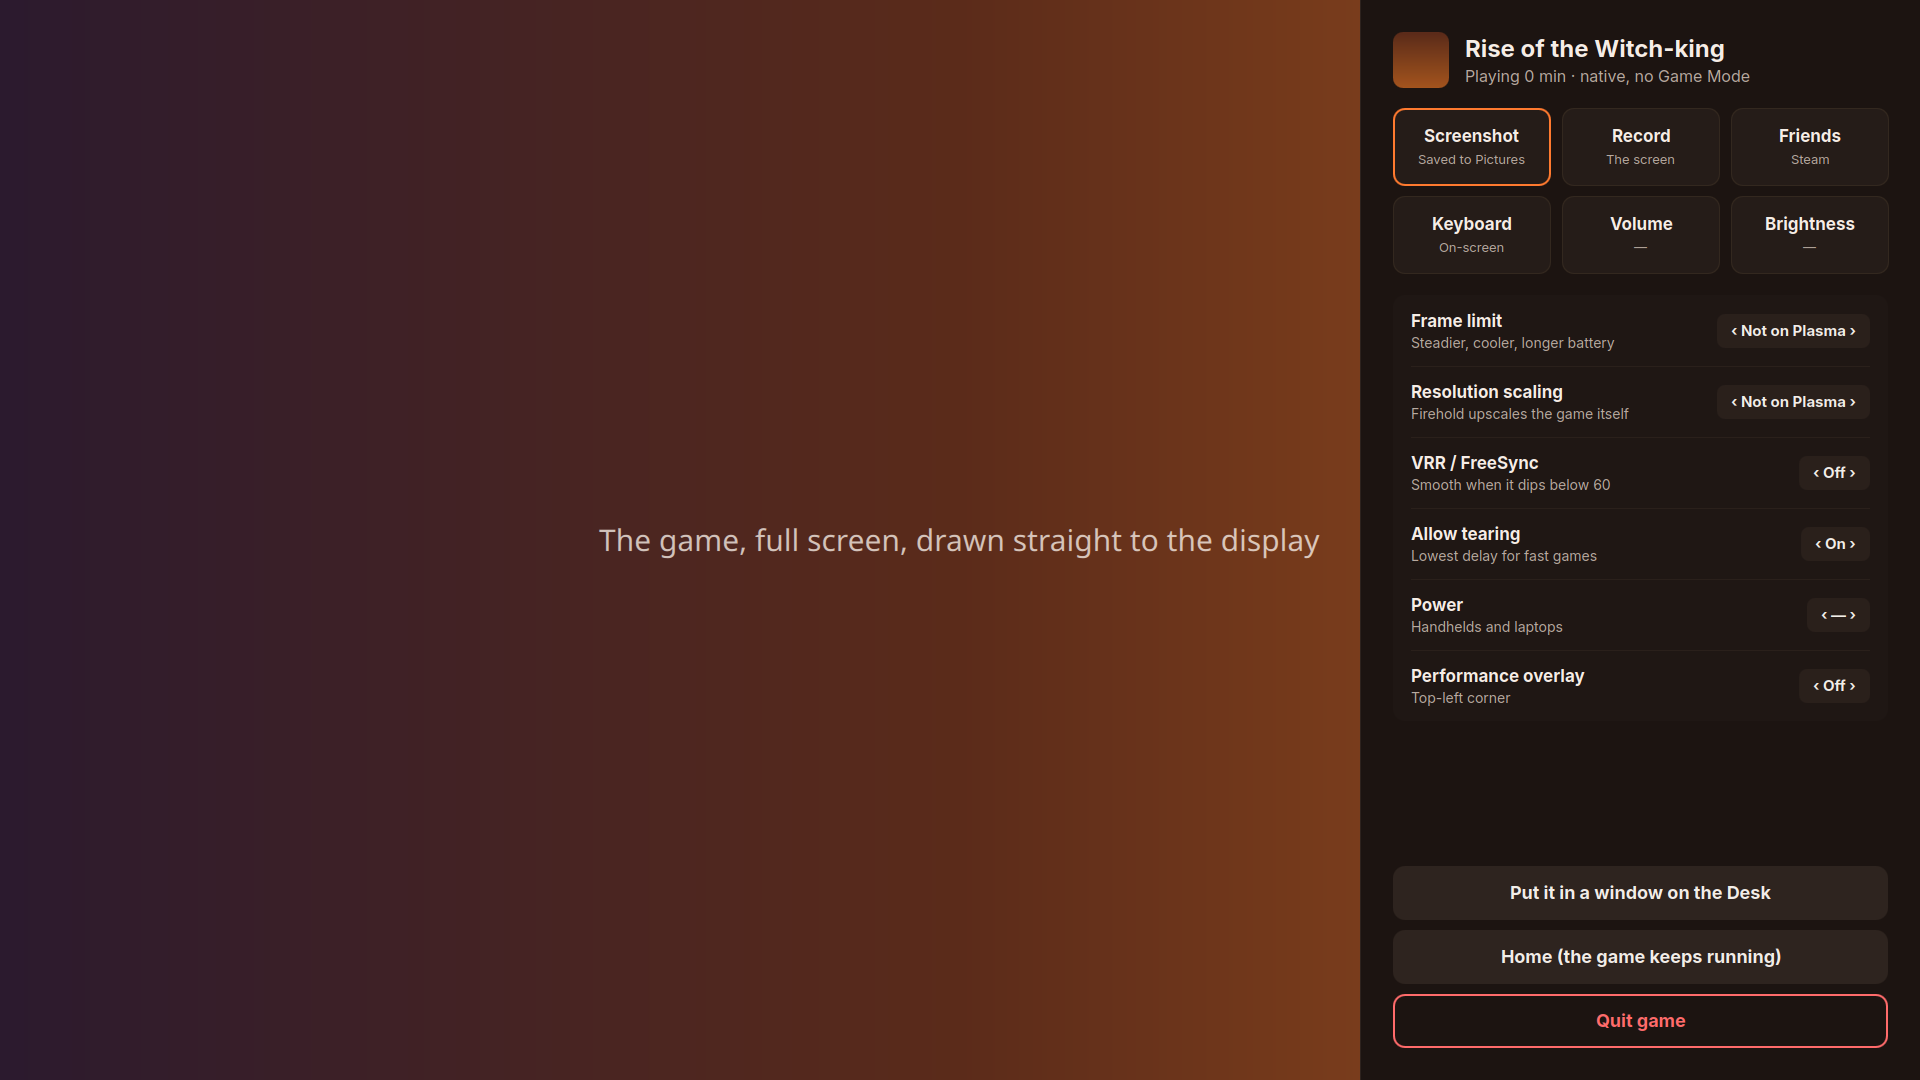 Rise of the Witch-king
Playing 0 min · native, no Game Mode
Screenshot
Saved to Pictures
Record
The screen
Friends
Steam
Keyboard
On-screen
Volume
—
Brightness
—
Frame limit
Steadier, cooler, longer battery
‹ Not on Plasma ›
Resolution scaling
Firehold upscales the game itself
‹ Not on Plasma ›
VRR / FreeSync
Smooth when it dips below 60
‹ Off ›
The game, full screen, drawn straight to the display
Allow tearing
Lowest delay for fast games
‹ On ›
Power
Handhelds and laptops
‹ — ›
Performance overlay
Top-left corner
‹ Off ›
Put it in a window on the Desk
Home (the game keeps running)
Quit game